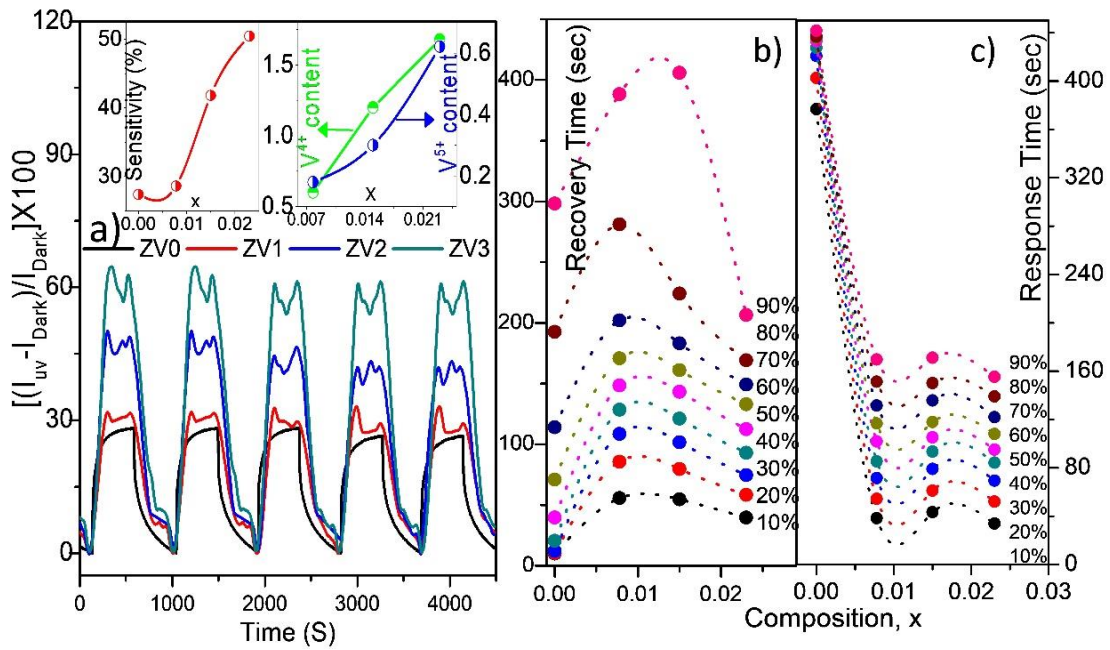 a)
[(I_uv -I_Dark)/I_Dark]X100
120
90
60
30
0
0
1000
2000
3000
4000
Time (S)
ZV0 ZV1 ZV2 ZV3
Sensitivity (%)
50
40
30
0.00 0.01 0.02
x
V4+ content
1.5
1.0
0.5
0.007 0.014 0.021
X
V5+ content
0.6
0.4
0.2
b)
Recovery Time (sec)
400
300
200
100
0
0.00 0.01 0.02
90%
80%
70%
60%
50%
40%
30%
20%
10%
c)
Response Time (sec)
400
320
240
160
80
0
0.00 0.01 0.02 0.03
90%
80%
70%
60%
50%
40%
30%
20%
10%
Composition, x